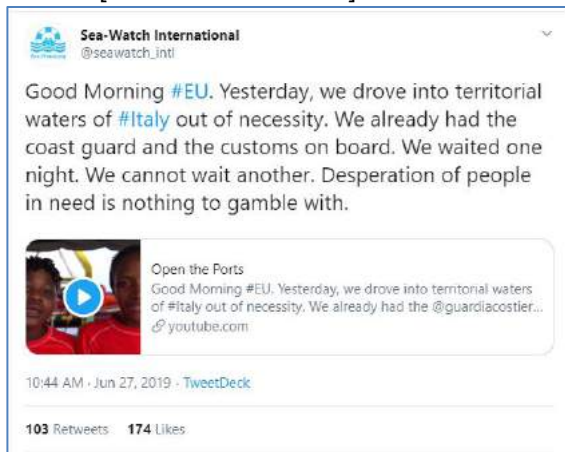 Sea-Watch International
@seawatch_intl
Good Morning #EU. Yesterday, we drove into territorial
waters of #Italy out of necessity. We already had the
coast guard and the customs on board. We waited one
night. We cannot wait another. Desperation of people
in need is nothing to gamble with.
Open the Ports
Good Morning #EU. Yesterday, we drove into territorial waters
of #Italy out of necessity. We already had the @guardiacostier...
youtube.com
10:44 AM · Jun 27, 2019 · TweetDeck
103 Retweets 174 Likes